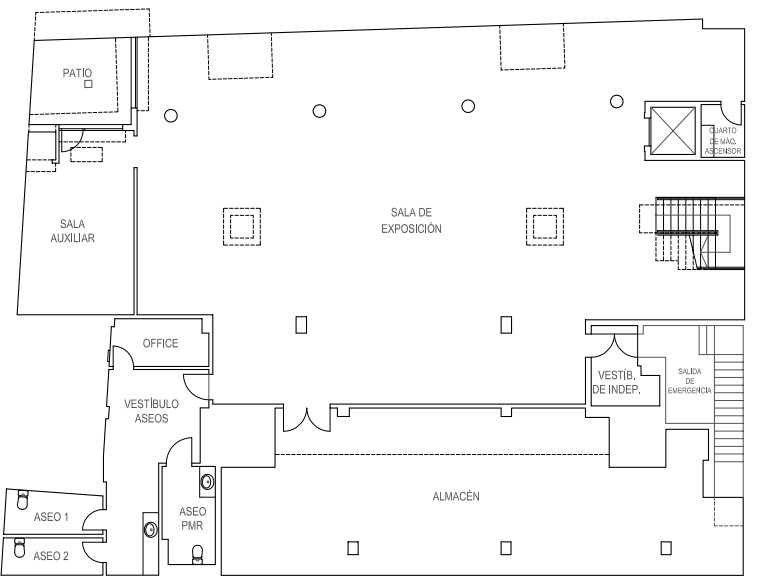 PATIO
CUARTO
DE MÁQ.
ASCENSOR
SALA
AUXILIAR
SALA DE
EXPOSICIÓN
OFFICE
VESTÍB.
DE INDEP.
SALIDA
DE
EMERGENCIA
VESTÍBULO
ASEOS
ALMACÉN
ASEO
PMR
ASEO 1
ASEO 2